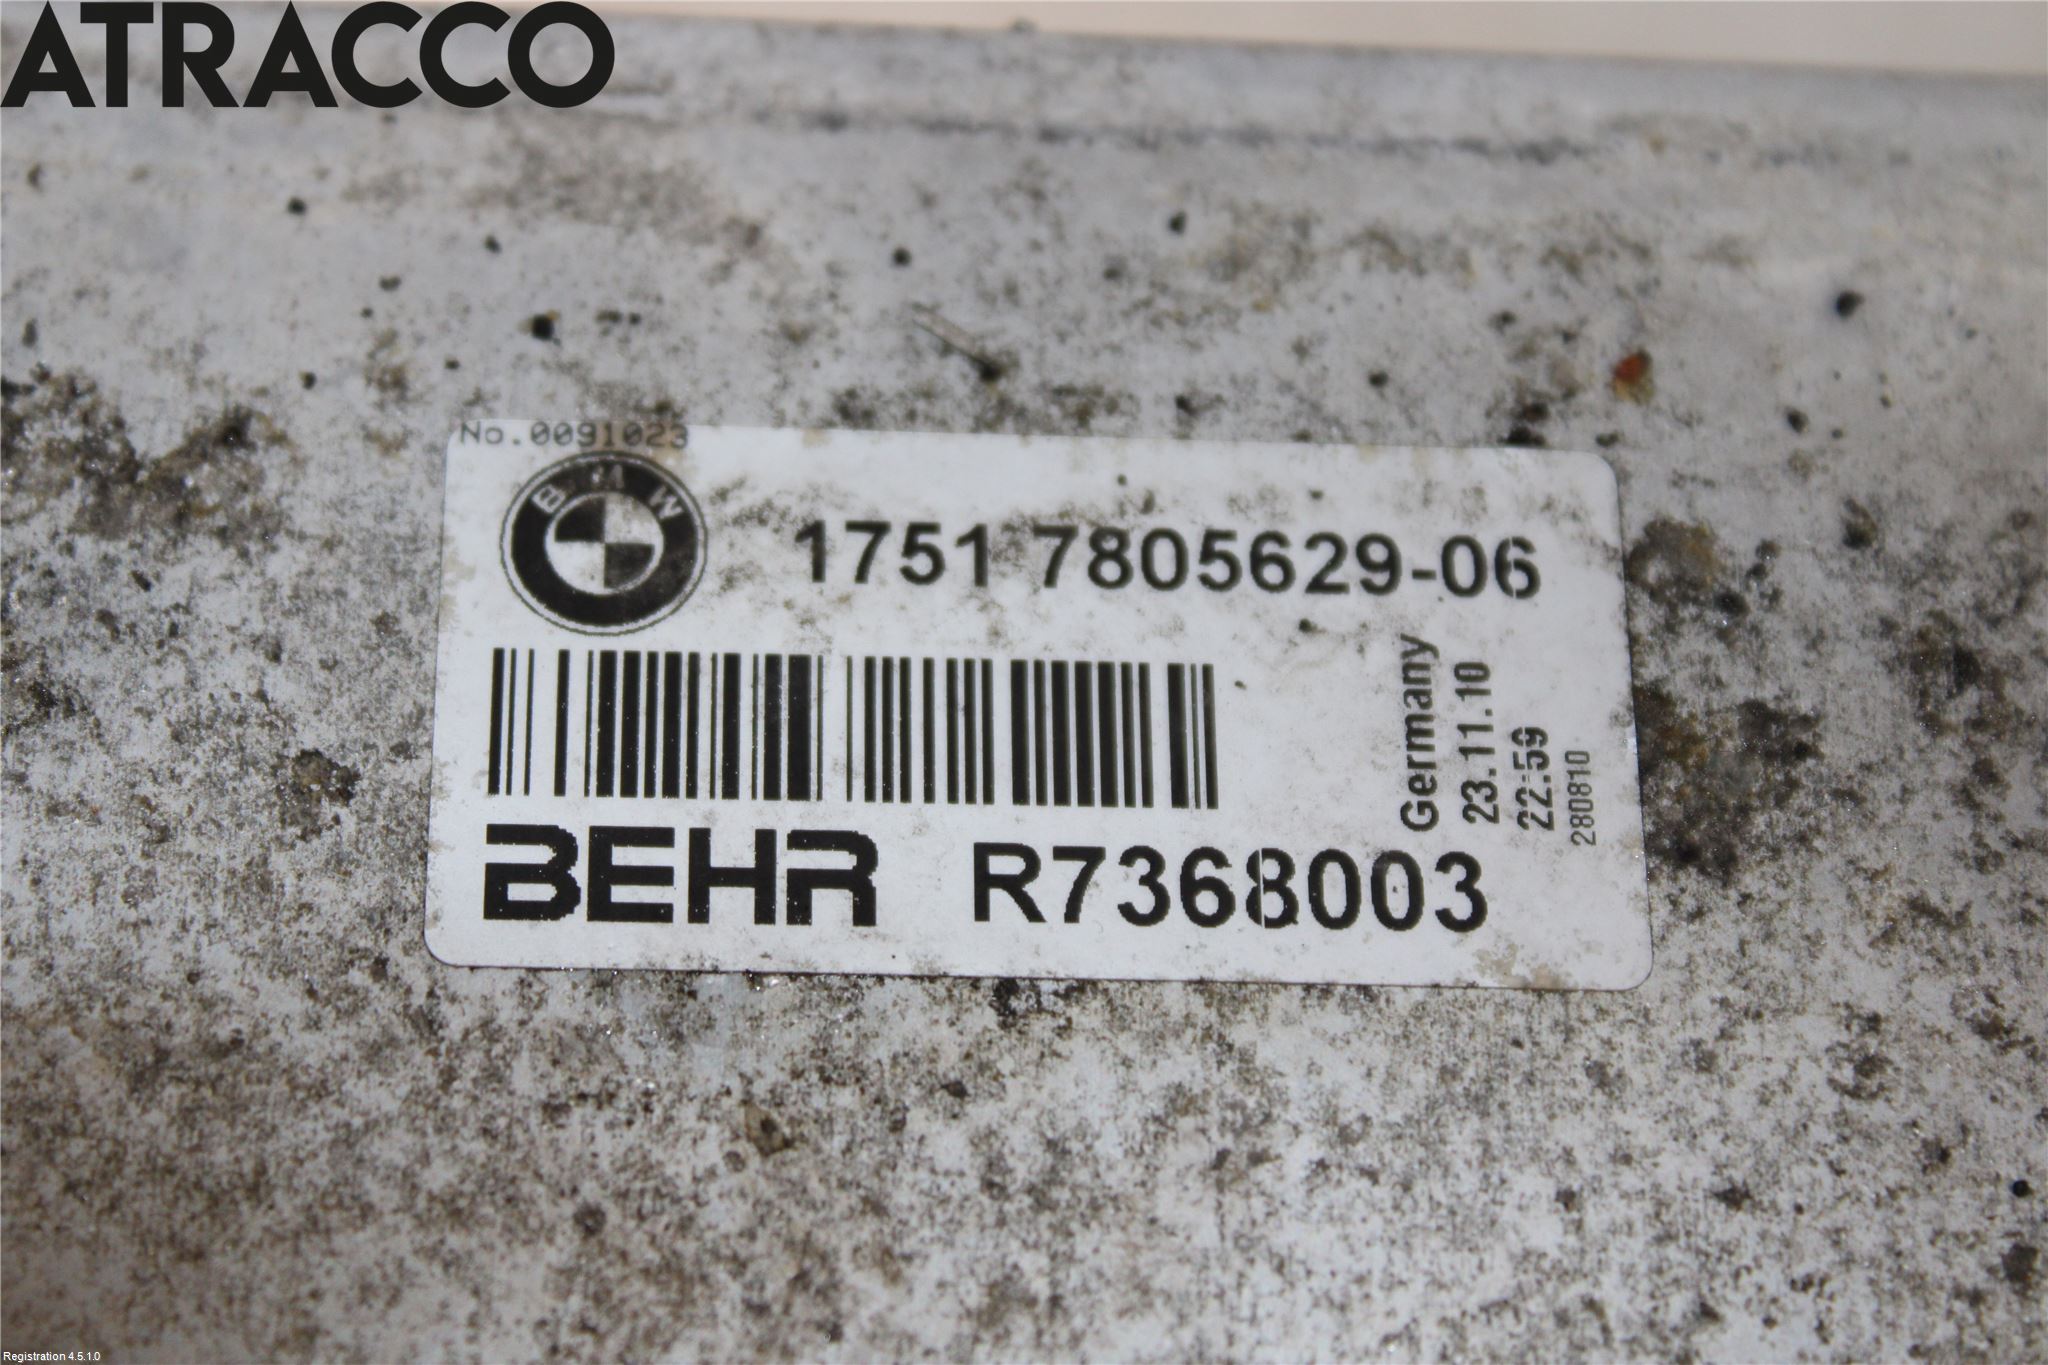 ATRACCO
No.0091023
BMW
1751 7805629-06
Germany
23.11.10
22:59
280810
BEHR R7368003
Registration 4.5.1.0